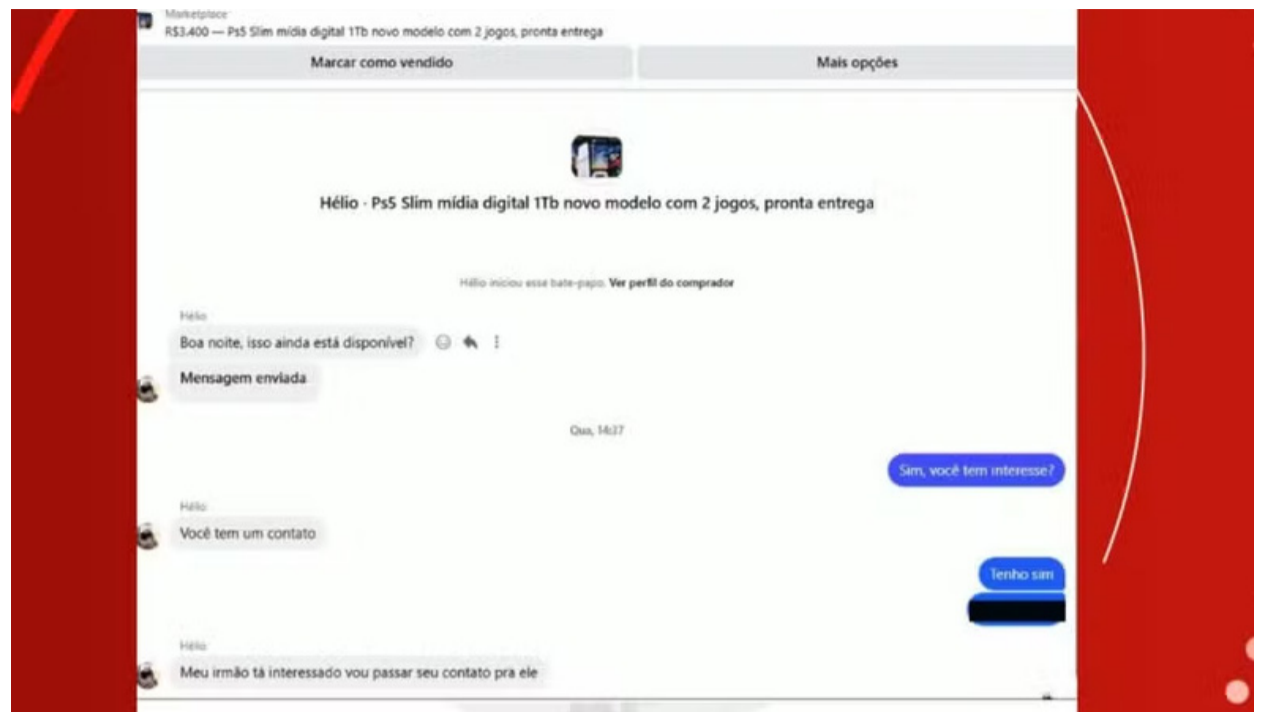 Marketplace
R$3.400 — Ps5 Slim mídia digital 1Tb novo modelo com 2 jogos, pronta entrega
Marcar como vendido
Mais opções
Hélio · Ps5 Slim mídia digital 1Tb novo modelo com 2 jogos, pronta entrega
Hélio iniciou esse bate-papo. Ver perfil do comprador
Hélio
Boa noite, isso ainda está disponível?
Mensagem enviada
Qua, 14:37
Sim, você tem interesse?
Hélio
Você tem um contato
Tenho sim
Hélio
Meu irmão tá interessado vou passar seu contato pra ele